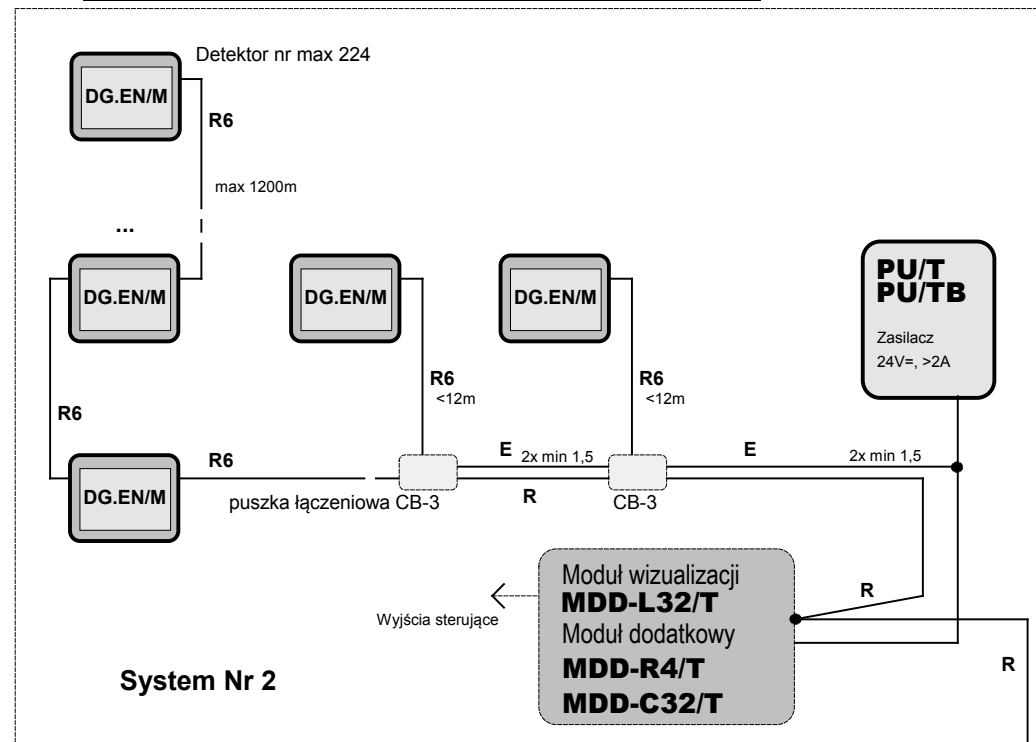 Detektor nr max 224
DG.EN/M
R6
max 1200m
...
DG.EN/M
DG.EN/M
DG.EN/M
PU/T
PU/TB
Zasilacz
24V=, >2A
R6
<12m
R6
<12m
R6
R6
E
2x min 1,5
E
2x min 1,5
DG.EN/M
puszka łączeniowa CB-3
R
CB-3
Moduł wizualizacji
MDD-L32/T
Moduł dodatkowy
MDD-R4/T
MDD-C32/T
R
Wyjścia sterujące
R
System Nr 2